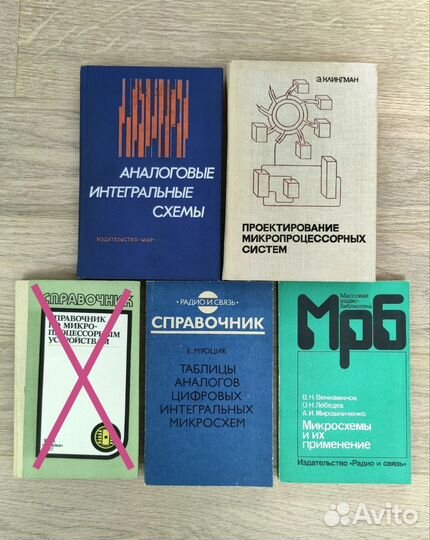 АНАЛОГОВЫЕ
ИНТЕГРАЛЬНЫЕ
СХЕМЫ
ИЗДАТЕЛЬСТВО «МИР»
Э. КЛИНГМАН
ПРОЕКТИРОВАНИЕ
МИКРОПРОЦЕССОРНЫХ
СИСТЕМ
СПРАВОЧНИК
СПРАВОЧНИК
ПО МИКРО-
ПРОЦЕССОРНЫМ
УСТРОЙСТВАМ
• РАДИО И СВЯЗЬ •
СПРАВОЧНИК
Е. МУОЦИК
ТАБЛИЦЫ
АНАЛОГОВ
ЦИФРОВЫХ
ИНТЕГРАЛЬНЫХ
МИКРОСХЕМ
Массовая
радио-
библиотека
Мрб
В. Н. Вениаминов
О. Н. Лебедев
А. И. Мирошниченко
Микросхемы
и их
применение
Издательство «Радио и связь»
Avito